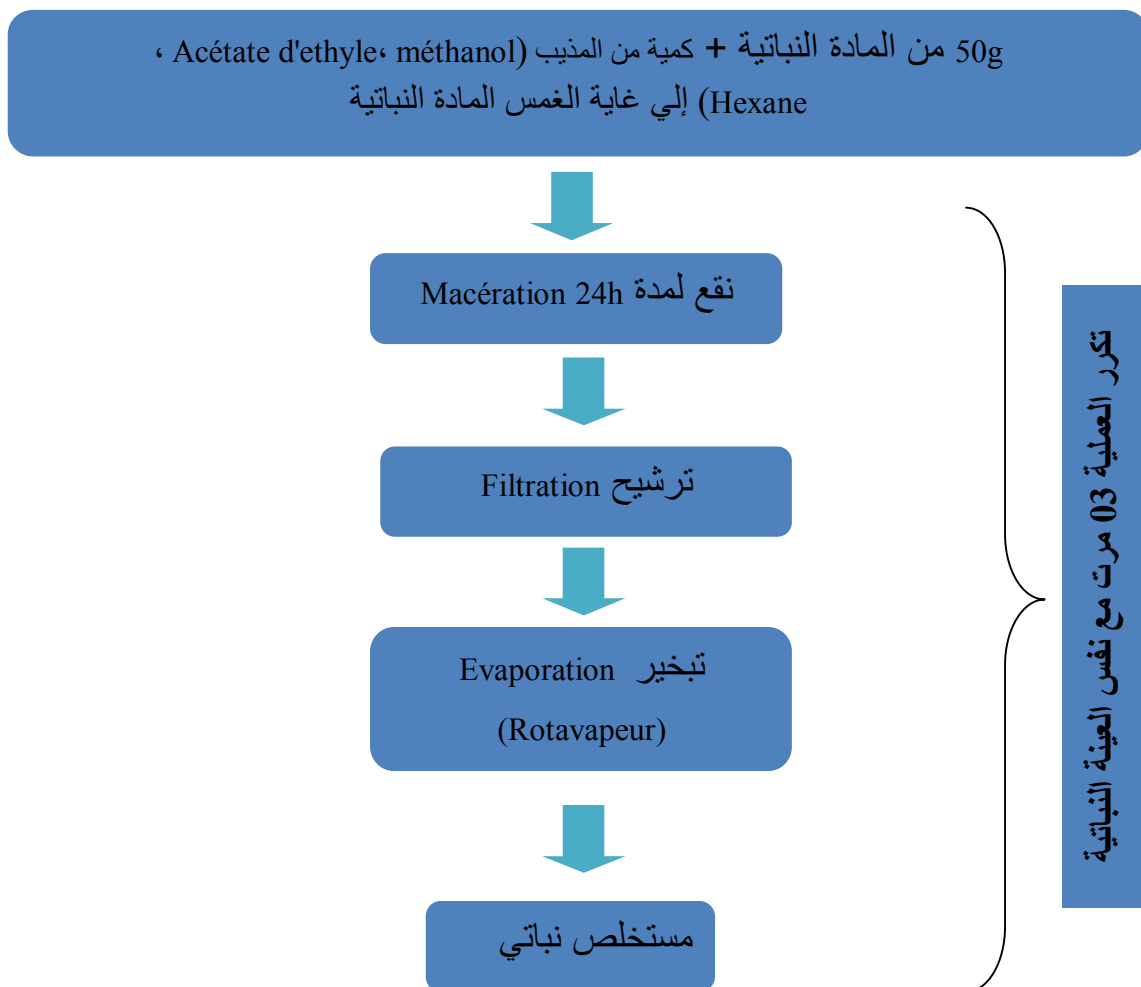 50g من المادة النباتية + كمية من المذيب (Acétate d'ethyle، méthanol ،
Hexane) إلي غاية الغمس المادة النباتية
نقع لمدة Macération 24h
ترشيح Filtration
تبخير Evaporation
(Rotavapeur)
مستخلص نباتي
تكرر العملية 03 مرت مع نفس العينة النباتية